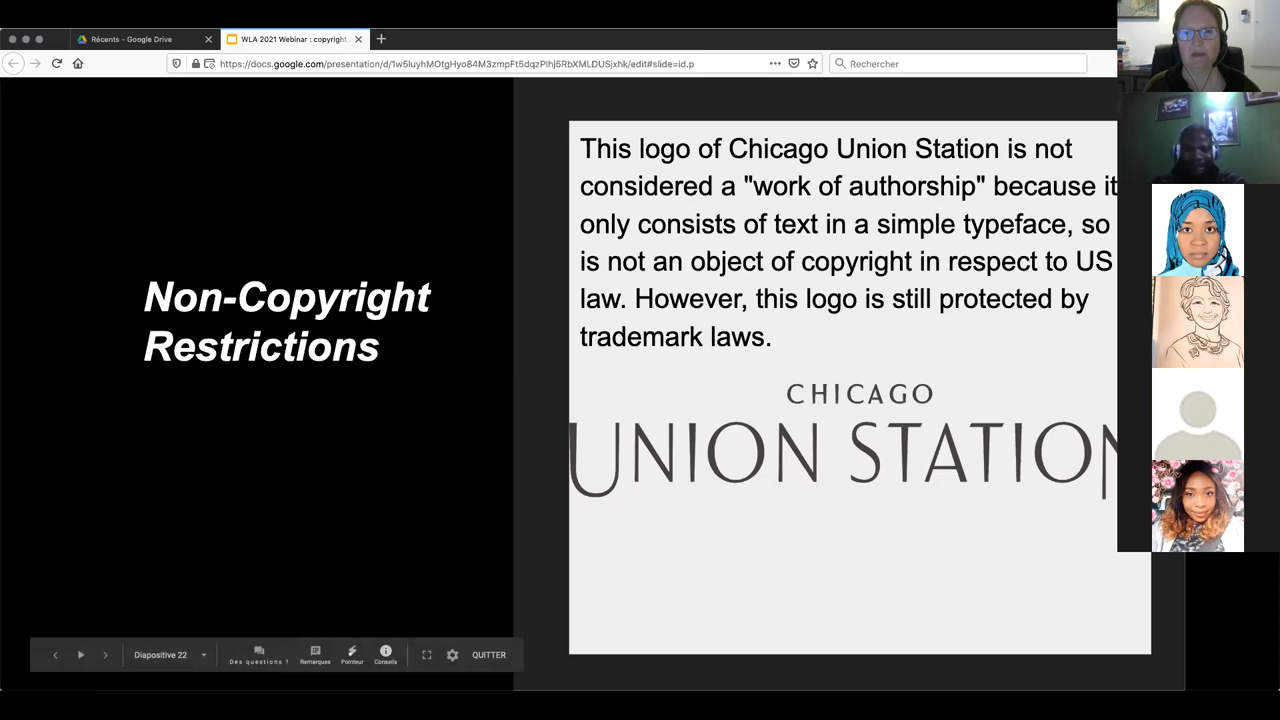 Récents - Google Drive
WLA 2021 Webinar : copyright
https://docs.google.com/presentation/d/1w5luyhMOtgHyo84M3zmpFt5dqzPlhj5RbXMLDUSjxhk/edit#slide=id.p
Rechercher
Non-Copyright
Restrictions
This logo of Chicago Union Station is not
considered a "work of authorship" because it
only consists of text in a simple typeface, so
is not an object of copyright in respect to US
law. However, this logo is still protected by
trademark laws.
CHICAGO
UNION STATION
Diapositive 22
Des questions ?
Remarques
Pointeur
Conseils
QUITTER